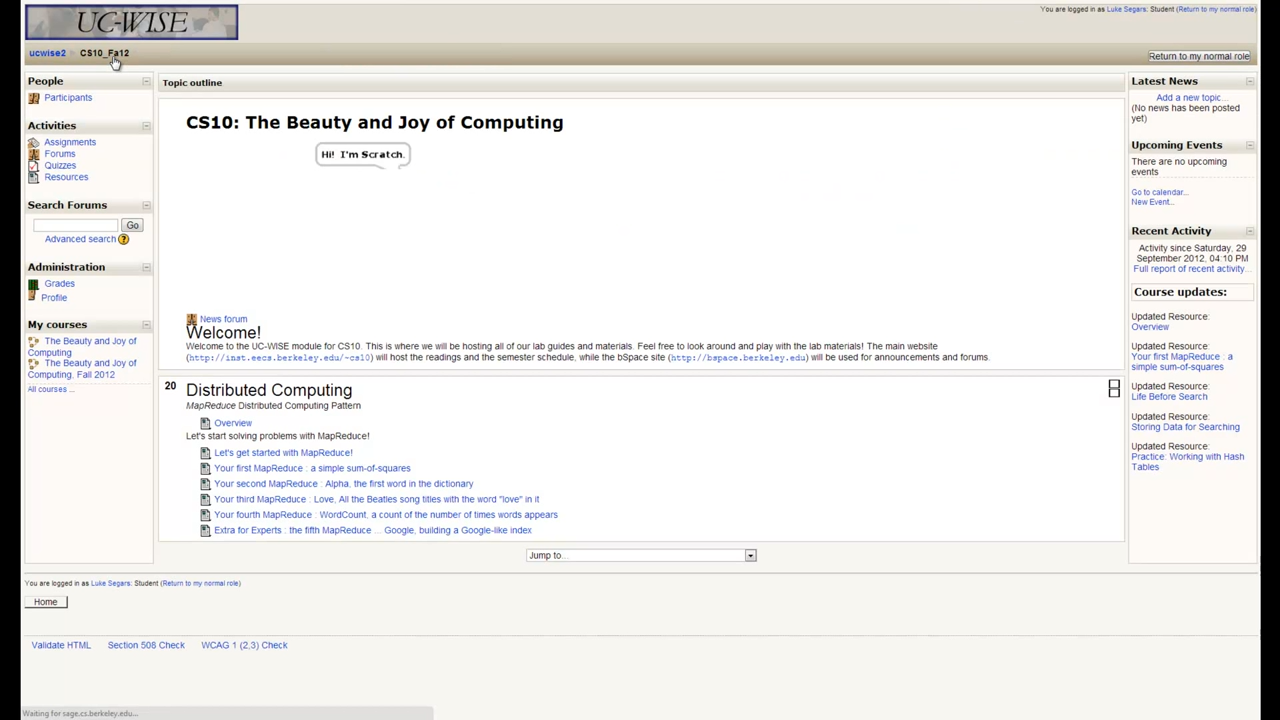 UC-WISE
You are logged in as Luke Segars: Student (Return to my normal role)
ucwise2 » CS10_Fa12
Return to my normal role
People
Participants
Activities
Assignments
Forums
Quizzes
Resources
Search Forums
Go
Advanced search ?
Administration
Grades
Profile
My courses
The Beauty and Joy of
Computing
The Beauty and Joy of
Computing. Fall 2012
All courses ...
Topic outline
CS10: The Beauty and Joy of Computing
Hi! I'm Scratch.
News forum
Welcome!
Welcome to the UC-WISE module for CS10. This is where we will be hosting all of our lab guides and materials. Feel free to look around and play with the lab materials! The main website
(http://inst.eecs.berkeley.edu/~cs10) will host the readings and the semester schedule, while the bSpace site (http://bspace.berkeley.edu) will be used for announcements and forums.
20 Distributed Computing
MapReduce Distributed Computing Pattern
Overview
Let's start solving problems with MapReduce!
Let's get started with MapReduce!
Your first MapReduce : a simple sum-of-squares
Your second MapReduce : Alpha, the first word in the dictionary
Your third MapReduce : Love, All the Beatles song titles with the word "love" in it
Your fourth MapReduce : WordCount, a count of the number of times words appears
Extra for Experts : the fifth MapReduce ... Google, building a Google-like index
Jump to...
Latest News
Add a new topic...
(No news has been posted
yet)
Upcoming Events
There are no upcoming
events
Go to calendar...
New Event...
Recent Activity
Activity since Saturday, 29
September 2012, 04:10 PM
Full report of recent activity...
Course updates:
Updated Resource:
Overview
Updated Resource:
Your first MapReduce : a
simple sum-of-squares
Updated Resource:
Life Before Search
Updated Resource:
Storing Data for Searching
Updated Resource:
Practice: Working with Hash
Tables
You are logged in as Luke Segars: Student (Return to my normal role)
Home
Validate HTML Section 508 Check WCAG 1 (2,3) Check
Waiting for sage.cs.berkeley.edu...